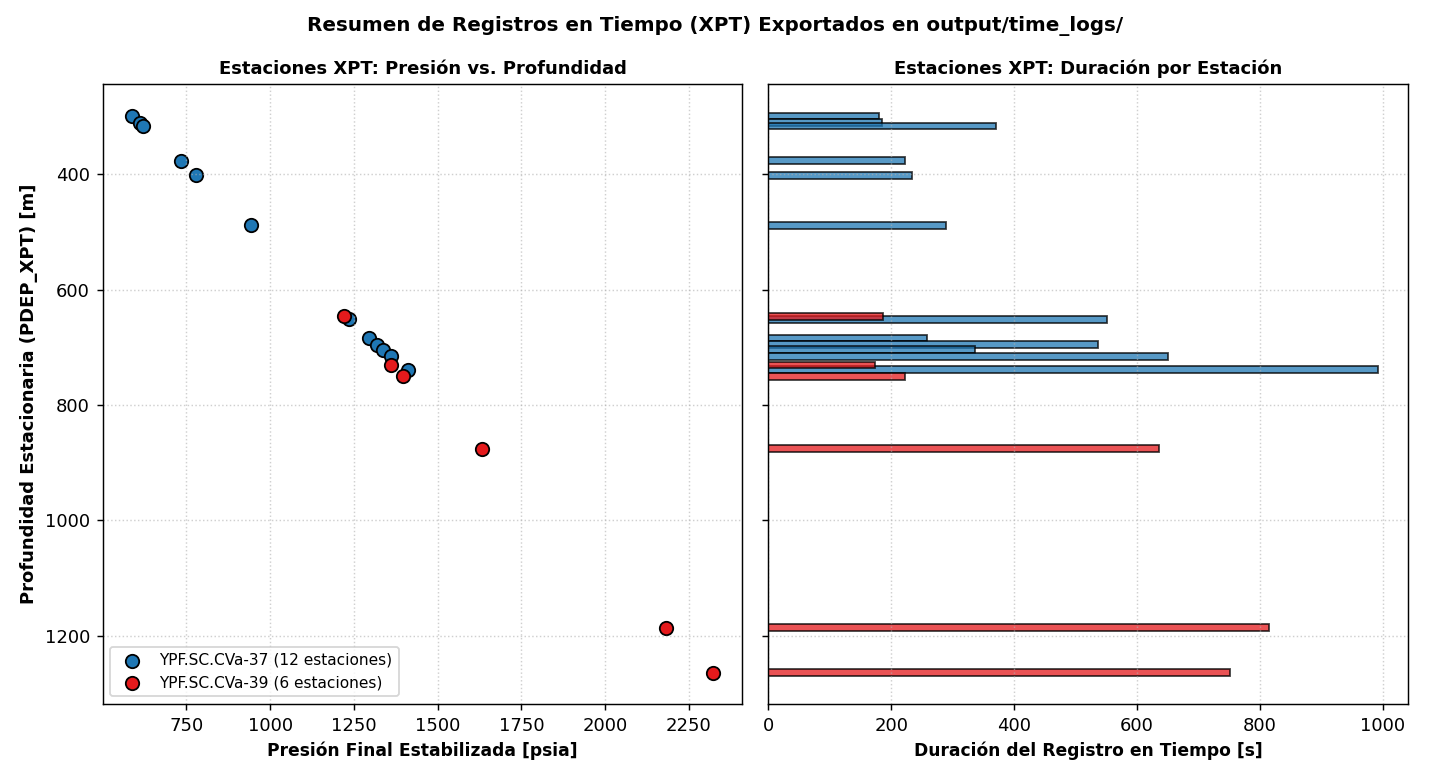 Resumen de Registros en Tiempo (XPT) Exportados en output/time_logs/
Estaciones XPT: Presión vs. Profundidad
Estaciones XPT: Duración por Estación
Profundidad Estacionaria (PDEP_XPT) [m]
400
600
800
1000
1200
YPF.SC.CVa-37 (12 estaciones)
YPF.SC.CVa-39 (6 estaciones)
750
1000
1250
1500
1750
2000
2250
Presión Final Estabilizada [psia]
0
200
400
600
800
1000
Duración del Registro en Tiempo [s]